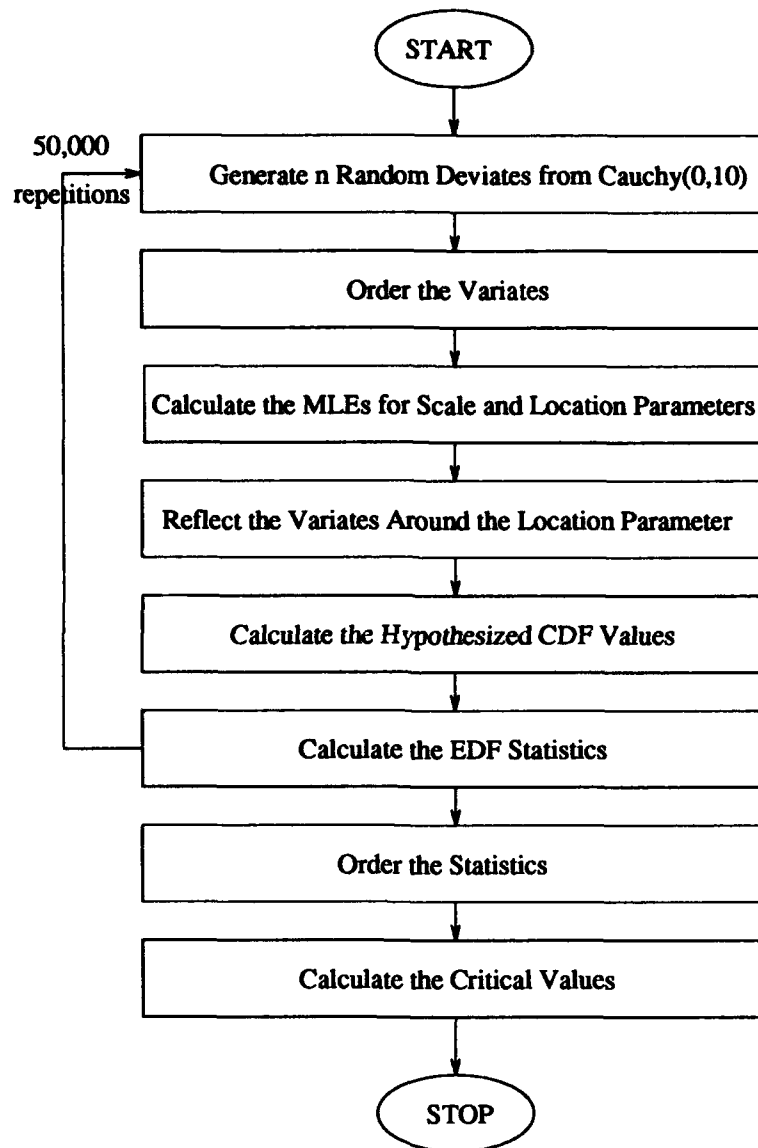 START
50,000
repetitions
Generate n Random Deviates from Cauchy(0,10)
Order the Variates
Calculate the MLEs for Scale and Location Parameters
Reflect the Variates Around the Location Parameter
Calculate the Hypothesized CDF Values
Calculate the EDF Statistics
Order the Statistics
Calculate the Critical Values
STOP